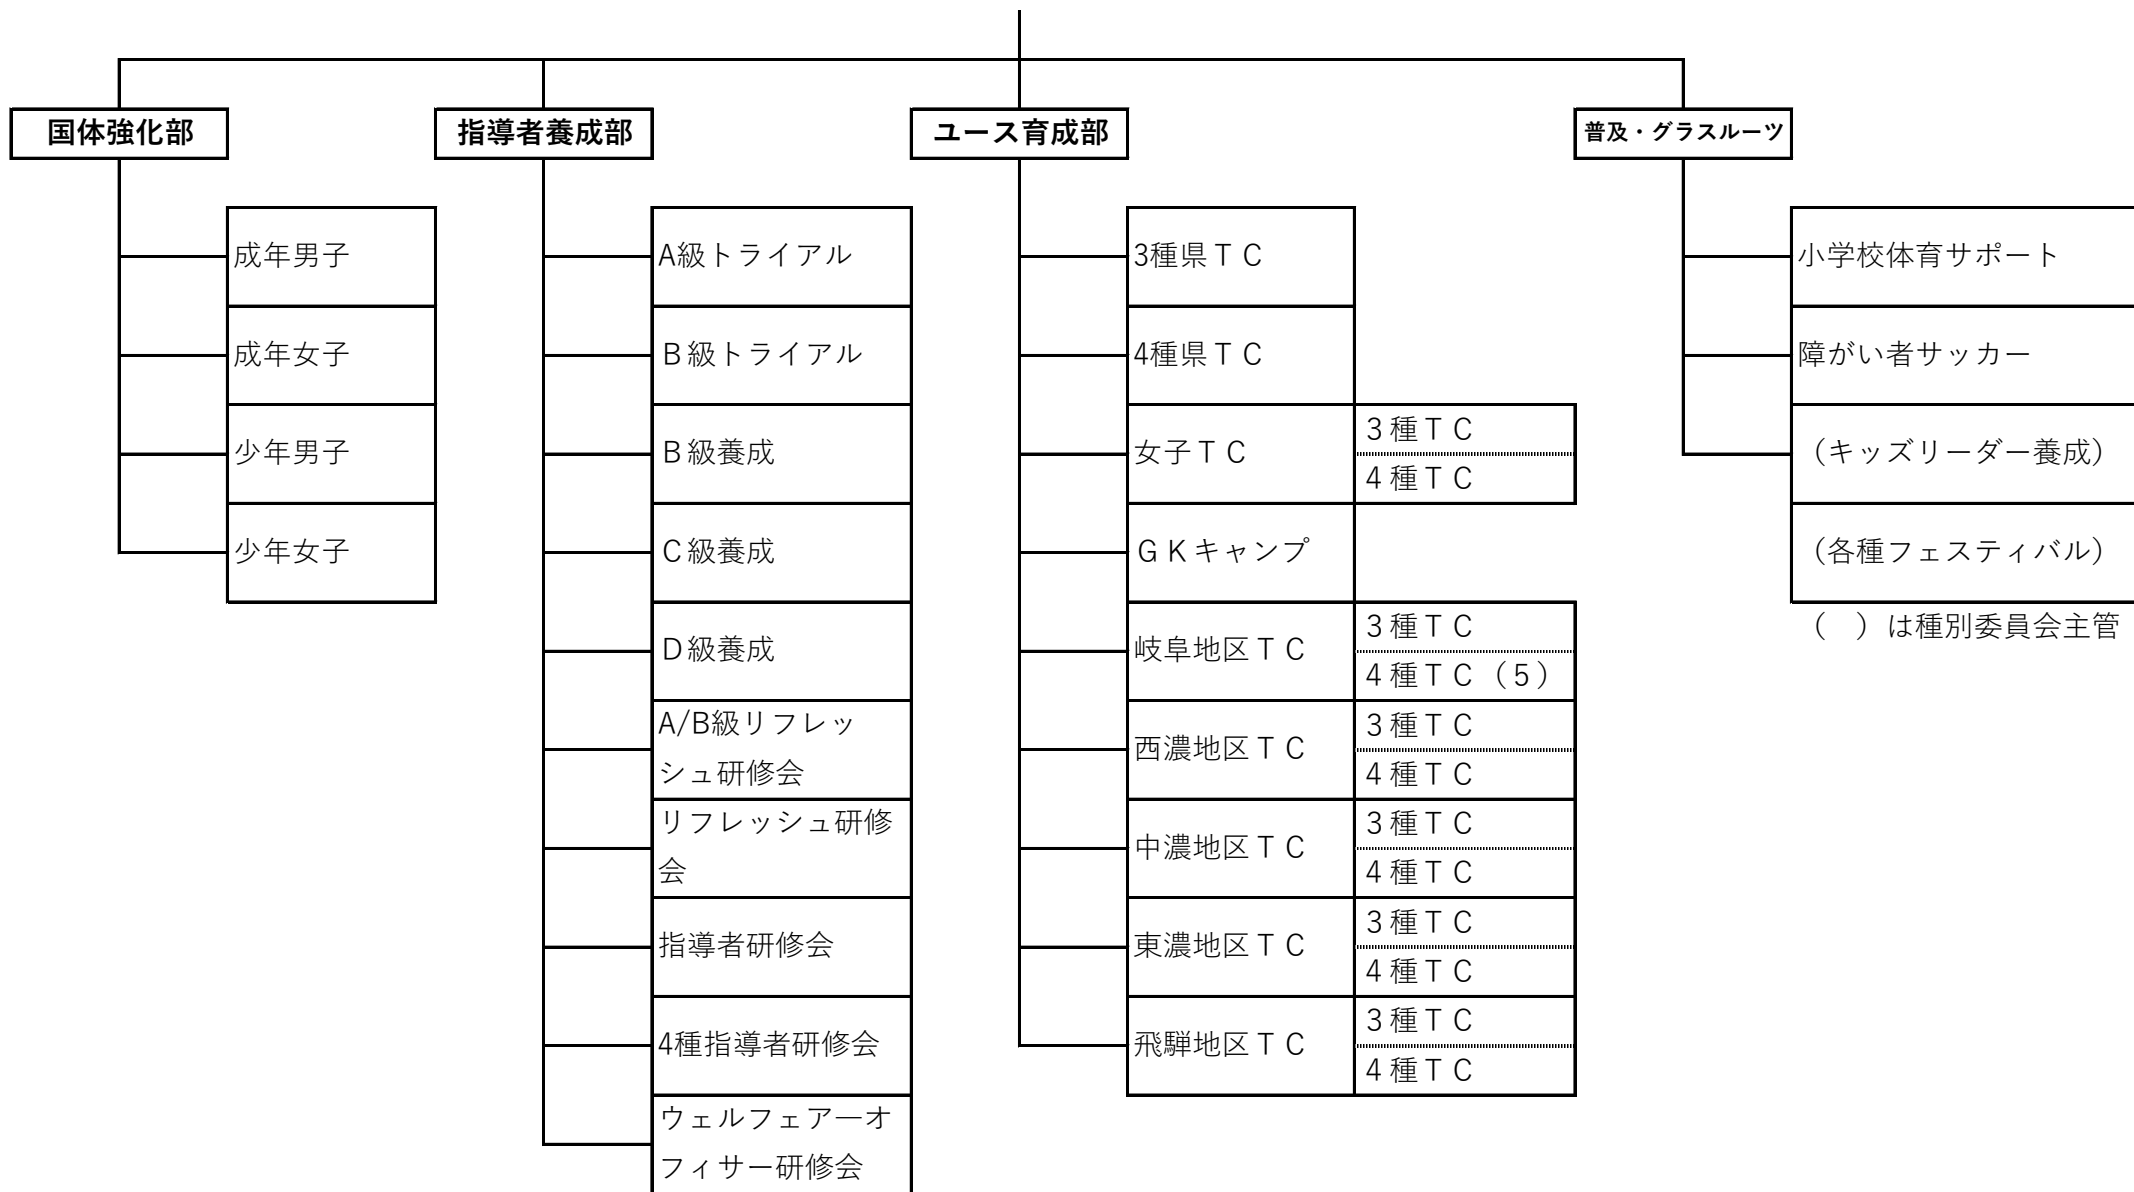 国体強化部
成年男子
成年女子
少年男子
少年女子
指導者養成部
A級トライアル
Ｂ級トライアル
Ｂ級養成
Ｃ級養成
Ｄ級養成
A/B級リフレッ
シュ研修会
リフレッシュ研修
会
指導者研修会
4種指導者研修会
ウェルフェア―オ
フィサー研修会
ユース育成部
3種県ＴＣ
4種県ＴＣ
女子ＴＣ
３種ＴＣ
４種ＴＣ
ＧＫキャンプ
岐阜地区ＴＣ
３種ＴＣ
４種ＴＣ（５）
西濃地区ＴＣ
３種ＴＣ
４種ＴＣ
中濃地区ＴＣ
３種ＴＣ
４種ＴＣ
東濃地区ＴＣ
３種ＴＣ
４種ＴＣ
飛騨地区ＴＣ
３種ＴＣ
４種ＴＣ
普及・グラスルーツ
小学校体育サポート
障がい者サッカー
（キッズリーダー養成）
（各種フェスティバル）
（　）は種別委員会主管